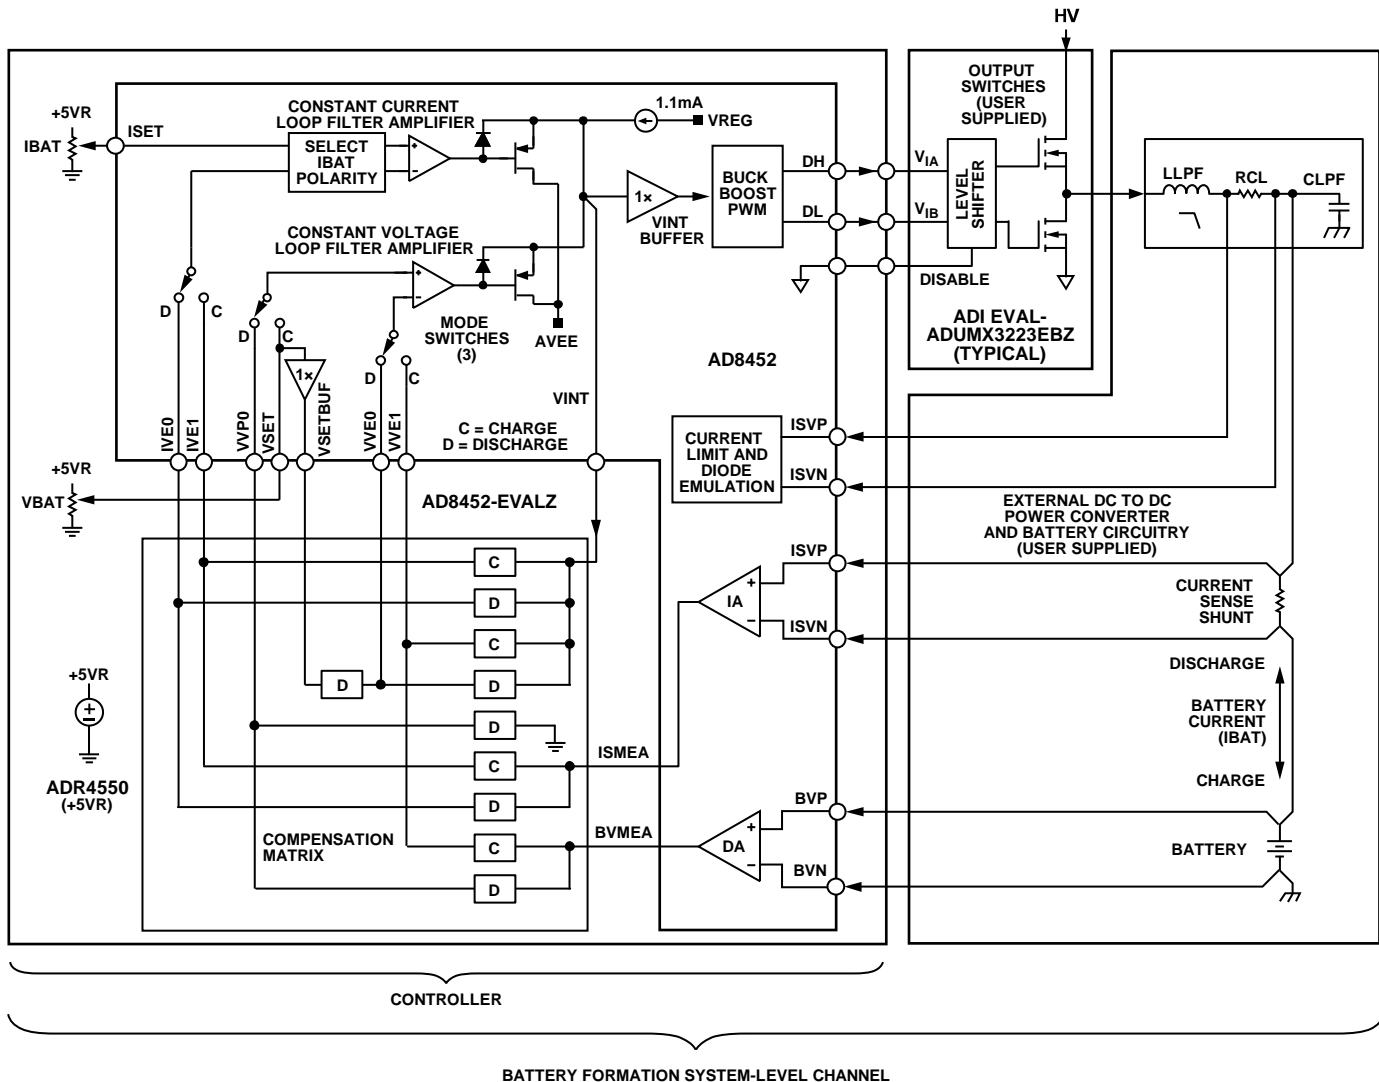 HV
+5VR
IBAT
ISET
CONSTANT CURRENT
LOOP FILTER AMPLIFIER
SELECT
IBAT
POLARITY
+
−
1.1mA
VREG
1×
VINT
BUFFER
BUCK
BOOST
PWM
DH
DL
OUTPUT
SWITCHES
(USER
SUPPLIED)
VIA
VIB
LEVEL
SHIFTER
DISABLE
ADI EVAL-
ADUMX3223EBZ
(TYPICAL)
LLPF
RCL
CLPF
CONSTANT VOLTAGE
LOOP FILTER AMPLIFIER
+
−
D
C
D
C
D
C
1×
MODE
SWITCHES
(3)
AVEE
AD8452
VINT
IVE0
IVE1
VVP0
VSET
VSETBUF
VVE0
VVE1
C = CHARGE
D = DISCHARGE
CURRENT
LIMIT AND
DIODE
EMULATION
ISVP
ISVN
+5VR
VBAT
AD8452-EVALZ
EXTERNAL DC TO DC
POWER CONVERTER
AND BATTERY CIRCUITRY
(USER SUPPLIED)
C
D
C
D
D
D
C
D
C
D
IA
+
−
ISVP
ISVN
CURRENT
SENSE
SHUNT
DISCHARGE
BATTERY
CURRENT
(IBAT)
CHARGE
+5VR
+
−
ADR4550
(+5VR)
ISMEA
COMPENSATION
MATRIX
BVMEA
DA
+
−
BVP
BVN
BATTERY
CONTROLLER
BATTERY FORMATION SYSTEM-LEVEL CHANNEL